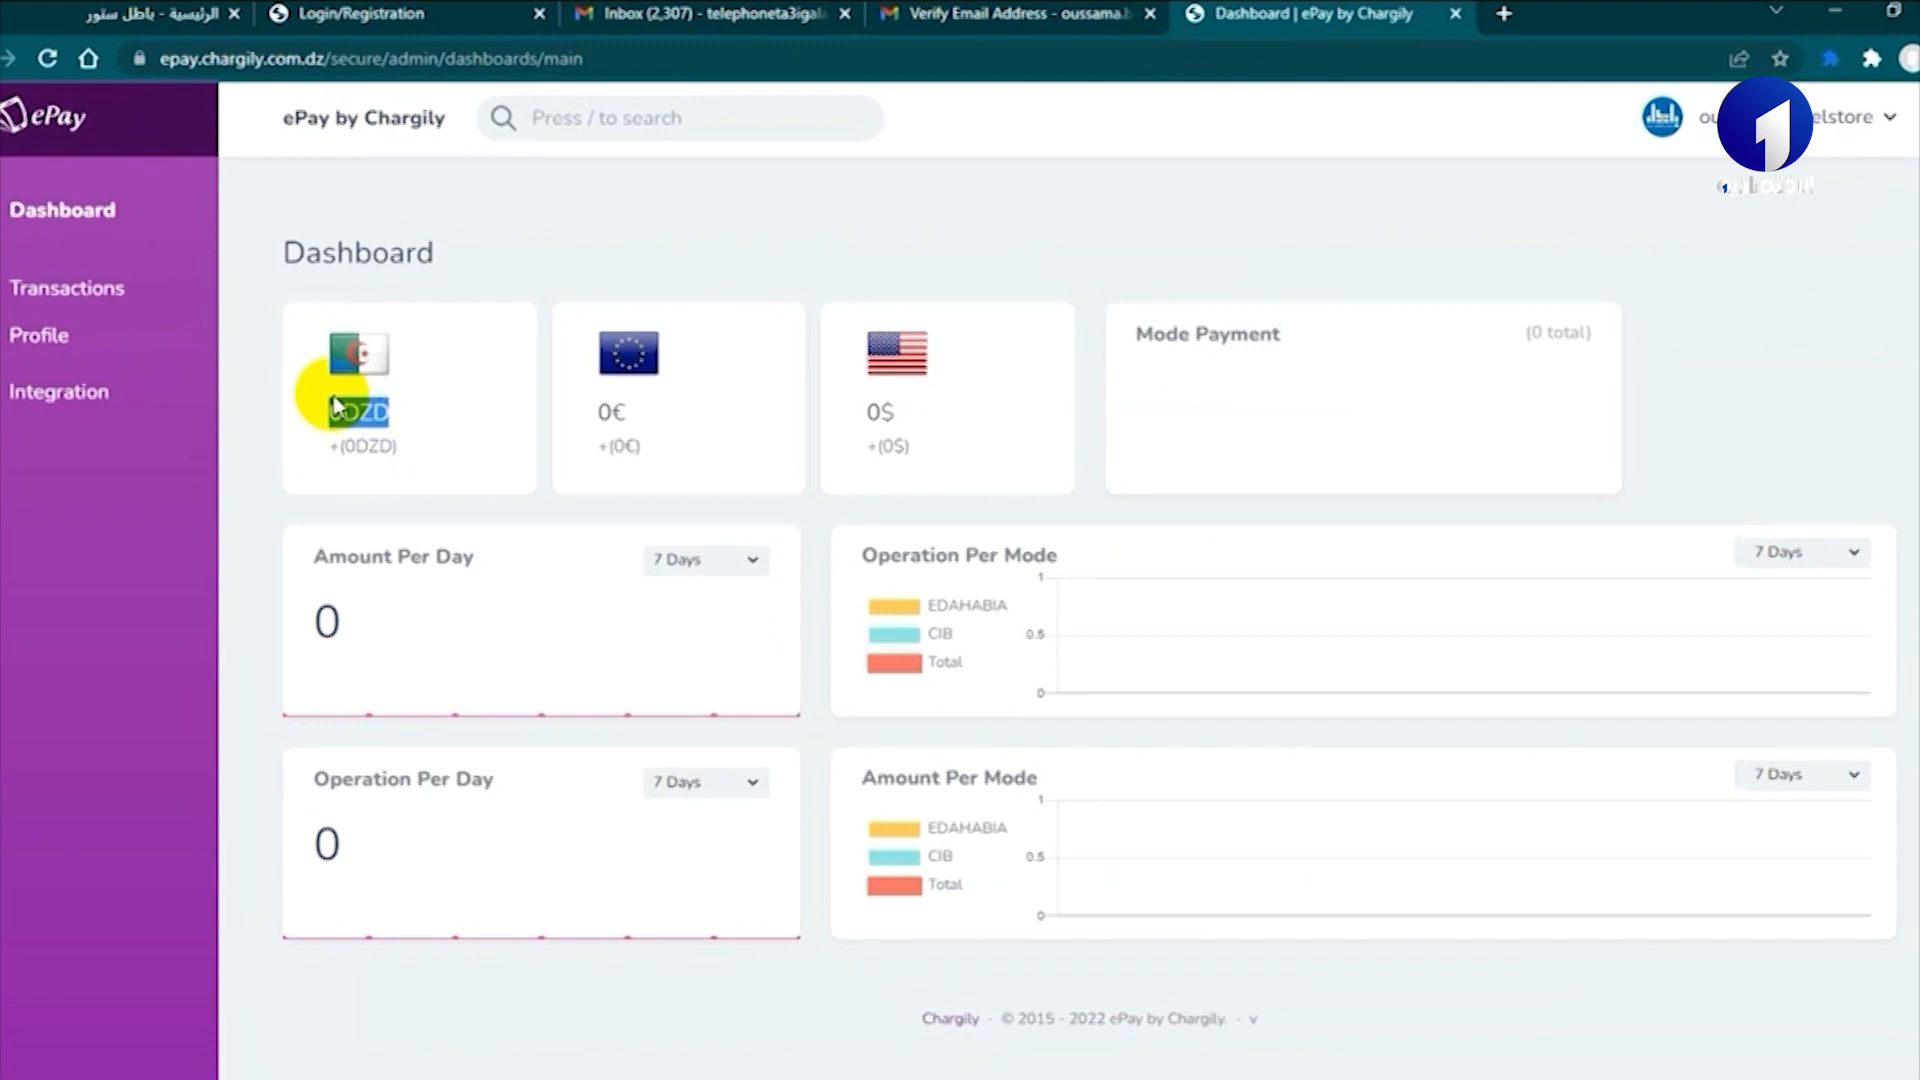 الرئيسية - باطل ستور
Login/Registration
Inbox (2,307) - telephoneta3igal
Verify Email Address - oussama.b
Dashboard | ePay by Chargily
epay.chargily.com.dz/secure/admin/dashboards/main
ePay
ePay by Chargily
Press / to search
ou
elstore
1
Dashboard
Transactions
Profile
Integration
Dashboard
0DZD
+(0DZD)
0€
+(0€)
0$
+(0$)
Mode Payment
(0 total)
Amount Per Day
7 Days
0
Operation Per Mode
7 Days
EDAHABIA
CIB
Total
1
0.5
0
Operation Per Day
7 Days
0
Amount Per Mode
7 Days
EDAHABIA
CIB
Total
1
0.5
0
Chargily · © 2015 - 2022 ePay by Chargily. · v